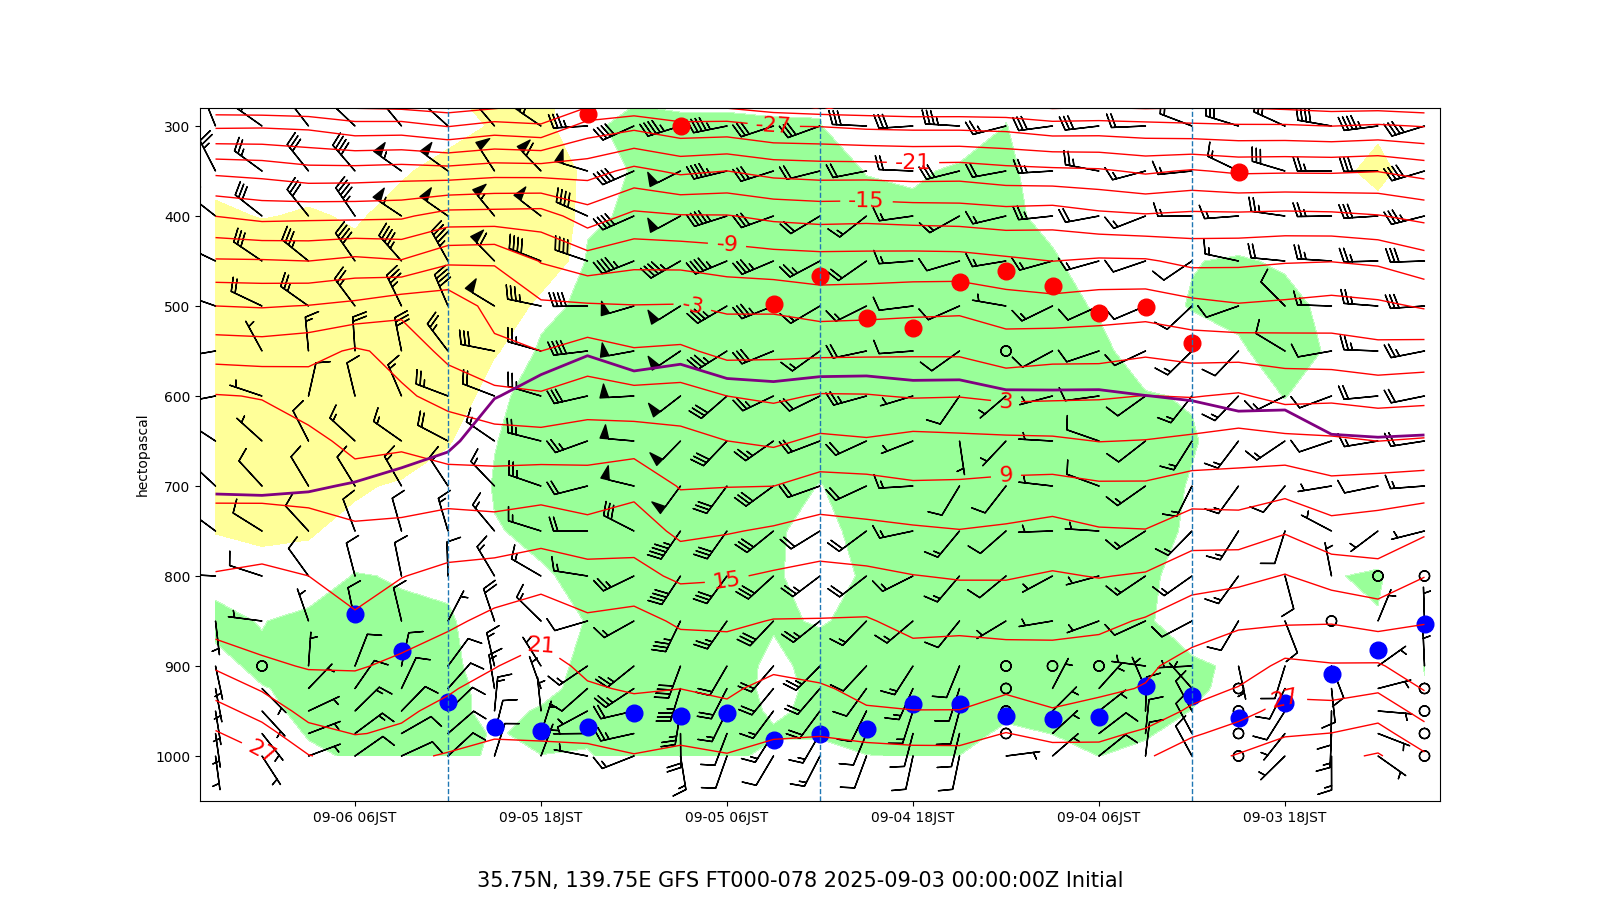 300
400
500
600
700
800
900
1000
hectopascal
-27
-21
-15
-9
-3
3
9
15
21
27
27
09-06 06JST
09-05 18JST
09-05 06JST
09-04 18JST
09-04 06JST
09-03 18JST
35.75N, 139.75E GFS FT000-078 2025-09-03 00:00:00Z Initial